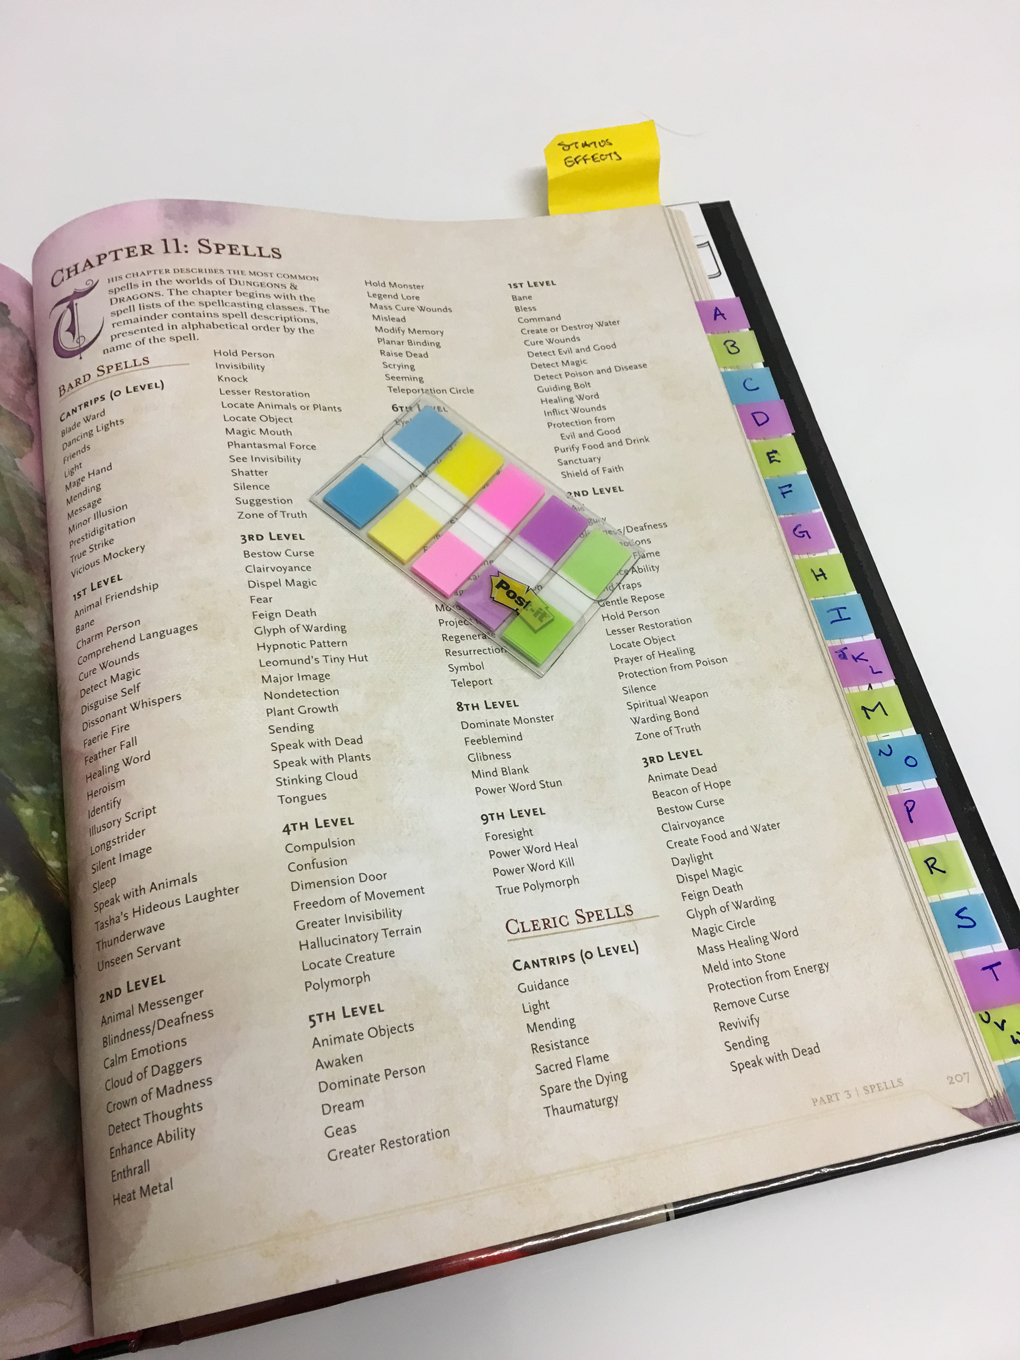 STATUS
EFFECTS
CHAPTER 11: SPELLS
THIS CHAPTER DESCRIBES THE MOST COMMON
spells in the worlds of DUNGEONS &
DRAGONS. The chapter begins with the
spell lists of the spellcasting classes. The
remainder contains spell descriptions,
presented in alphabetical order by the
name of the spell.
BARD SPELLS
CANTRIPS (0 LEVEL)
Blade Ward
Dancing Lights
Friends
Light
Mage Hand
Mending
Message
Minor Illusion
Prestidigitation
True Strike
Vicious Mockery
1ST LEVEL
Animal Friendship
Bane
Charm Person
Comprehend Languages
Cure Wounds
Detect Magic
Disguise Self
Dissonant Whispers
Faerie Fire
Feather Fall
Healing Word
Heroism
Identify
Illusory Script
Longstrider
Silent Image
Sleep
Speak with Animals
Tasha's Hideous Laughter
Thunderwave
Unseen Servant
2ND LEVEL
Animal Messenger
Blindness/Deafness
Calm Emotions
Cloud of Daggers
Crown of Madness
Detect Thoughts
Enhance Ability
Enthrall
Heat Metal
Hold Person
Invisibility
Knock
Lesser Restoration
Locate Animals or Plants
Locate Object
Magic Mouth
Phantasmal Force
See Invisibility
Shatter
Silence
Suggestion
Zone of Truth
3RD LEVEL
Bestow Curse
Clairvoyance
Dispel Magic
Fear
Feign Death
Glyph of Warding
Hypnotic Pattern
Leomund's Tiny Hut
Major Image
Nondetection
Plant Growth
Sending
Speak with Dead
Speak with Plants
Stinking Cloud
Tongues
4TH LEVEL
Compulsion
Confusion
Dimension Door
Freedom of Movement
Greater Invisibility
Hallucinatory Terrain
Locate Creature
Polymorph
5TH LEVEL
Animate Objects
Awaken
Dominate Person
Dream
Geas
Greater Restoration
Hold Monster
Legend Lore
Mass Cure Wounds
Mislead
Modify Memory
Planar Binding
Raise Dead
Scrying
Seeming
Teleportation Circle
6TH LEVEL
Post-it
Regenerate
Resurrection
Symbol
Teleport
8TH LEVEL
Dominate Monster
Feeblemind
Glibness
Mind Blank
Power Word Stun
9TH LEVEL
Foresight
Power Word Heal
Power Word Kill
True Polymorph
CLERIC SPELLS
CANTRIPS (0 LEVEL)
Guidance
Light
Mending
Resistance
Sacred Flame
Spare the Dying
Thaumaturgy
1ST LEVEL
Bane
Bless
Command
Create or Destroy Water
Cure Wounds
Detect Evil and Good
Detect Magic
Detect Poison and Disease
Guiding Bolt
Healing Word
Inflict Wounds
Protection from
Evil and Good
Purify Food and Drink
Sanctuary
Shield of Faith
2ND LEVEL
Ability
Traps
Gentle Repose
Hold Person
Lesser Restoration
Locate Object
Prayer of Healing
Protection from Poison
Silence
Spiritual Weapon
Warding Bond
Zone of Truth
3RD LEVEL
Animate Dead
Beacon of Hope
Bestow Curse
Clairvoyance
Create Food and Water
Daylight
Dispel Magic
Feign Death
Glyph of Warding
Magic Circle
Mass Healing Word
Meld into Stone
Protection from Energy
Remove Curse
Revivify
Sending
Speak with Dead
PART 3 | SPELLS
207
A
B
C
D
E
F
G
H
I
J K L
M
N O
P
R
S
T
U V W